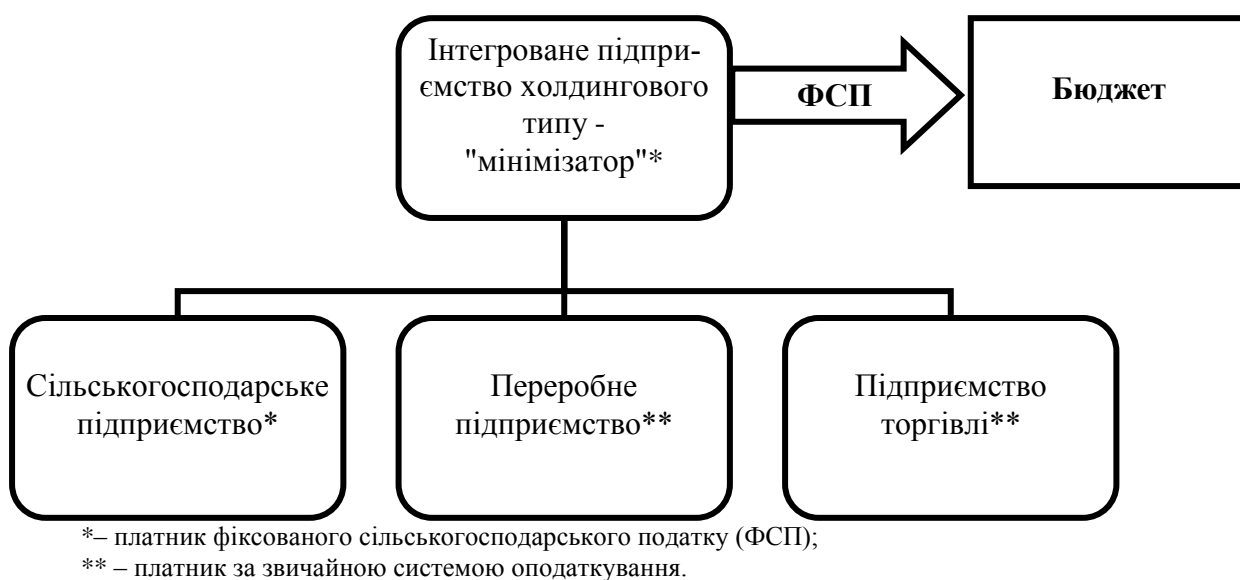 Інтегроване підпри-
ємство холдингового
типу -
"мінімізатор"*
ФСП
Бюджет
Сільськогосподарське
підприємство*
Переробне
підприємство**
Підприємство
торгівлі**
*– платник фіксованого сільськогосподарського податку (ФСП);
** – платник за звичайною системою оподаткування.